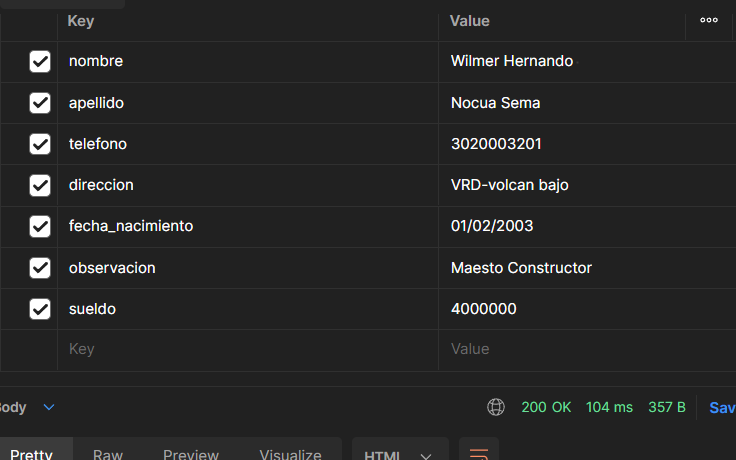 Key Value
nombre Wilmer Hernando
apellido Nocua Sema
telefono 3020003201
direccion VRD-volcan bajo
fecha_nacimiento 01/02/2003
observacion Maesto Constructor
sueldo 4000000
Key Value
Body 200 OK 104 ms 357 B Sav
Pretty Raw Preview Visualize HTML